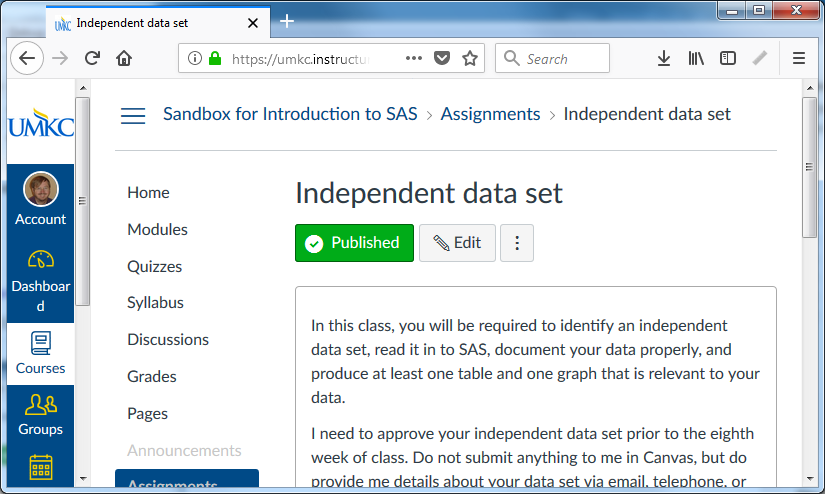 UMKC Independent data set
https://umkc.instructu
Search
UMKC
Sandbox for Introduction to SAS > Assignments > Independent data set
Account
Dashboar
d
Courses
Groups
Home
Modules
Quizzes
Syllabus
Discussions
Grades
Pages
Announcements
Assignments
Independent data set
Published
Edit
In this class, you will be required to identify an independent
data set, read it in to SAS, document your data properly, and
produce at least one table and one graph that is relevant to your
data.
I need to approve your independent data set prior to the eighth
week of class. Do not submit anything to me in Canvas, but do
provide me details about your data set via email, telephone, or